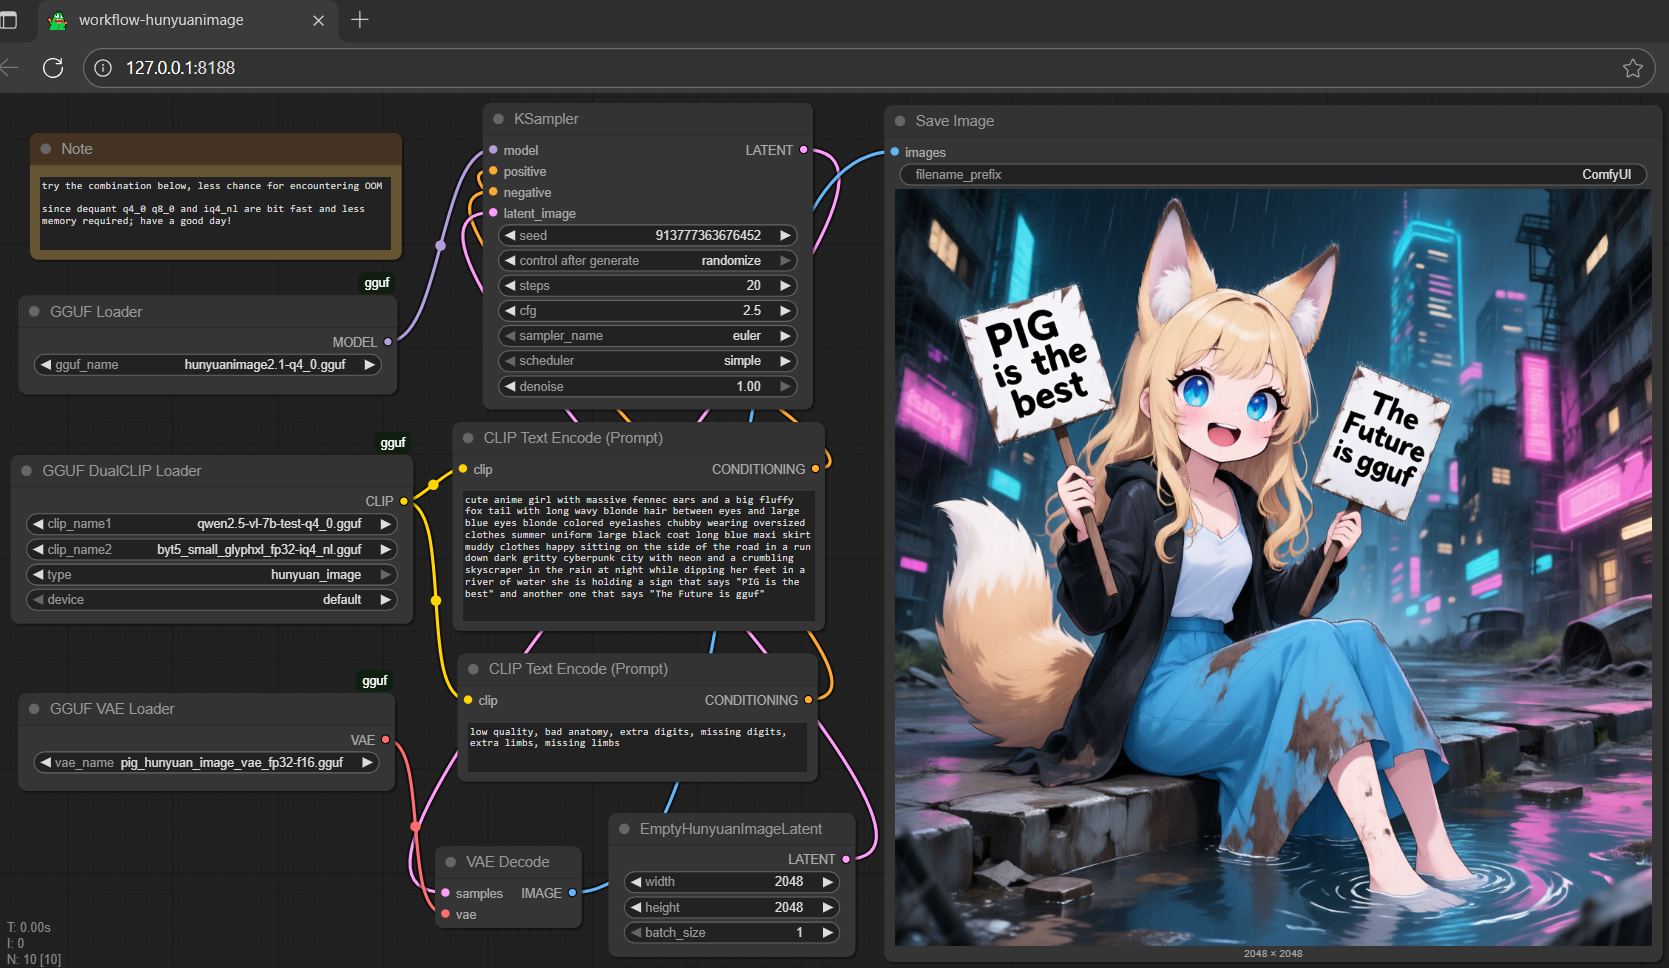 workflow-hunyuanimage
127.0.0.1:8188
Note
try the combination below, less chance for encountering OOM
since dequant q4_0 q8_0 and iq4_nl are bit fast and less
memory required; have a good day!
gguf
GGUF Loader
MODEL
gguf_name hunyuanimage2.1-q4_0.gguf
gguf
GGUF DualCLIP Loader
CLIP
clip_name1 qwen2.5-vl-7b-test-q4_0.gguf
clip_name2 byt5_small_glyphxl_fp32-iq4_nl.gguf
type hunyuan_image
device default
gguf
GGUF VAE Loader
VAE
vae_name pig_hunyuan_image_vae_fp32-f16.gguf
T: 0.00s
I: 0
N: 10 [10]
KSampler
model LATENT
positive
negative
latent_image
seed 913777363676452
control after generate randomize
steps 20
cfg 2.5
sampler_name euler
scheduler simple
denoise 1.00
CLIP Text Encode (Prompt)
clip CONDITIONING
cute anime girl with massive fennec ears and a big fluffy
fox tail with long wavy blonde hair between eyes and large
blue eyes blonde colored eyelashes chubby wearing oversized
clothes summer uniform large black coat long blue maxi skirt
muddy clothes happy sitting on the side of the road in a run
down dark gritty cyberpunk city with neon and a crumbling
skyscraper in the rain at night while dipping her feet in a
river of water she is holding a sign that says "PIG is the
best" and another one that says "The Future is gguf"
CLIP Text Encode (Prompt)
clip CONDITIONING
low quality, bad anatomy, extra digits, missing digits,
extra limbs, missing limbs
VAE Decode
samples IMAGE
vae
EmptyHunyuanImageLatent
LATENT
width 2048
height 2048
batch_size 1
Save Image
images
filename_prefix ComfyUI
PIG
is the
best
The
Future
is gguf
2048 × 2048